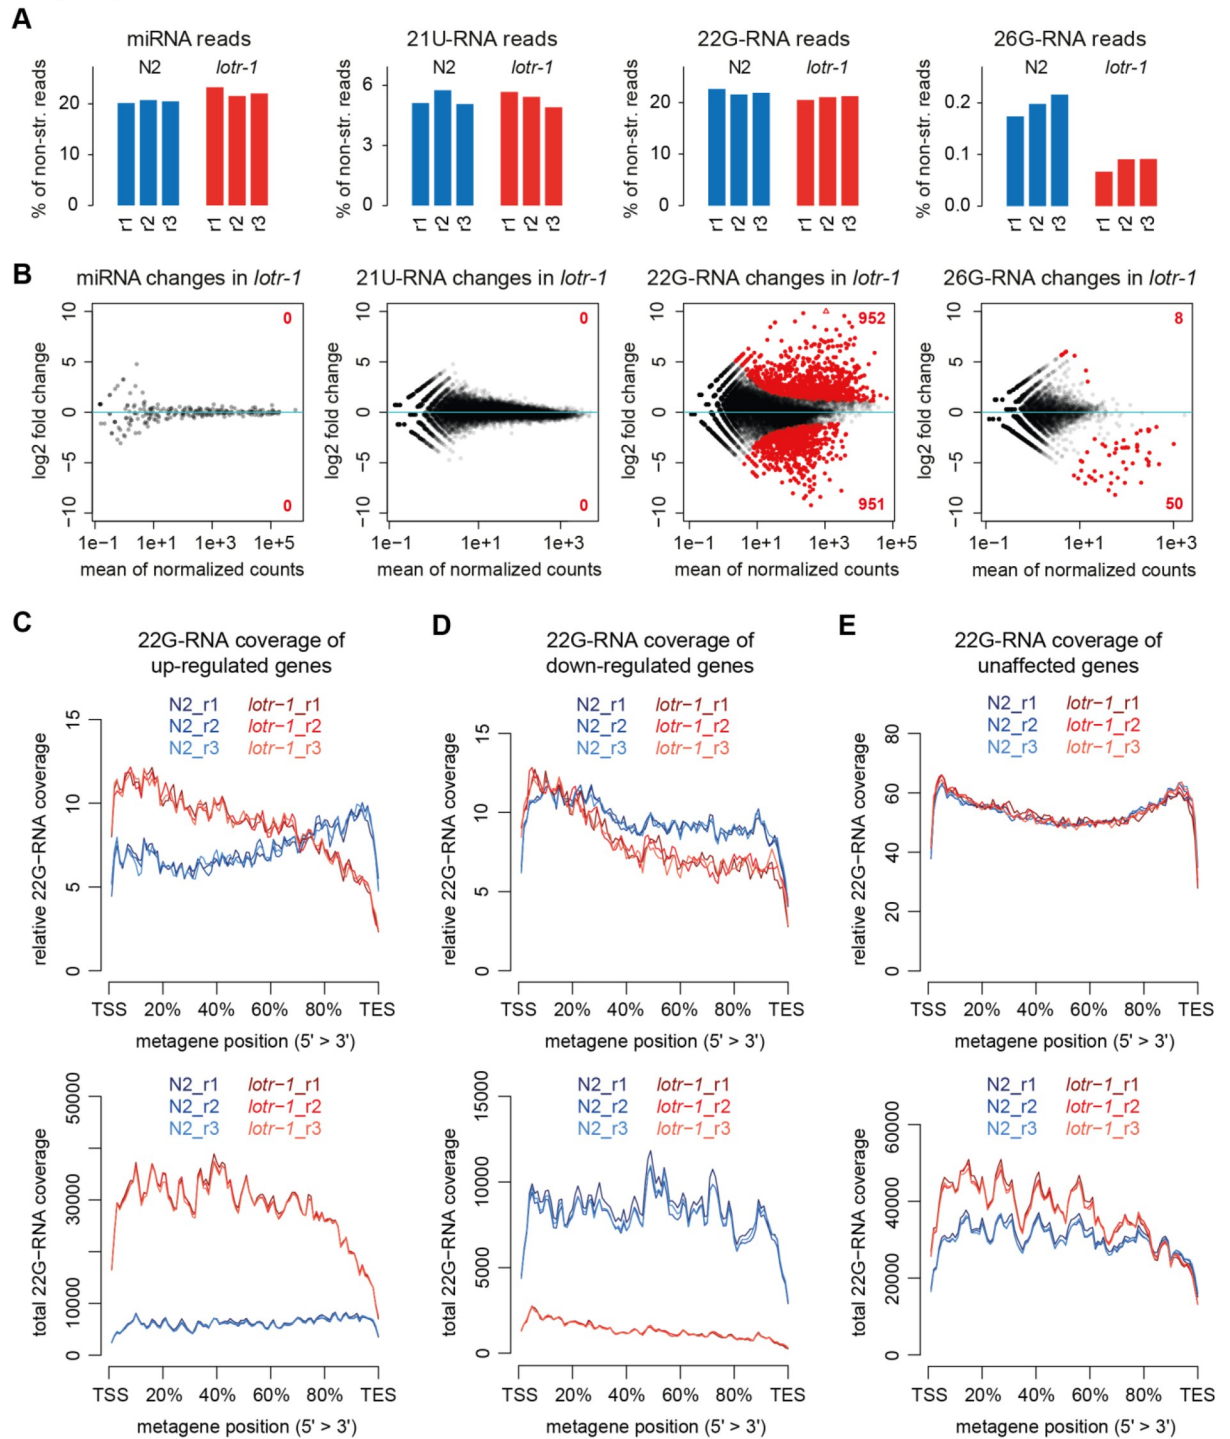 A
miRNA reads
N2 lotr-1
% of non-str. reads
20
10
0
r1 r2 r3 r1 r2 r3
21U-RNA reads
N2 lotr-1
% of non-str. reads
6
3
0
r1 r2 r3 r1 r2 r3
22G-RNA reads
N2 lotr-1
% of non-str. reads
20
10
0
r1 r2 r3 r1 r2 r3
26G-RNA reads
N2 lotr-1
% of non-str. reads
0.2
0.1
0.0
r1 r2 r3 r1 r2 r3
B
miRNA changes in lotr-1
log2 fold change
10
5
0
−5
−10
0
0
1e−1 1e+1 1e+3 1e+5
mean of normalized counts
21U-RNA changes in lotr-1
log2 fold change
10
5
0
−5
−10
0
0
1e−1 1e+1 1e+3
mean of normalized counts
22G-RNA changes in lotr-1
log2 fold change
10
5
0
−5
−10
952
951
1e−1 1e+1 1e+3 1e+5
mean of normalized counts
26G-RNA changes in lotr-1
log2 fold change
10
5
0
−5
−10
8
50
1e−1 1e+1 1e+3
mean of normalized counts
C
22G-RNA coverage of
up-regulated genes
N2_r1 lotr−1_r1
N2_r2 lotr−1_r2
N2_r3 lotr−1_r3
relative 22G−RNA coverage
15
10
5
0
TSS 20% 40% 60% 80% TES
metagene position (5' > 3')
N2_r1 lotr−1_r1
N2_r2 lotr−1_r2
N2_r3 lotr−1_r3
total 22G−RNA coverage
50000
30000
10000
0
TSS 20% 40% 60% 80% TES
metagene position (5' > 3')
D
22G-RNA coverage of
down-regulated genes
N2_r1 lotr−1_r1
N2_r2 lotr−1_r2
N2_r3 lotr−1_r3
relative 22G−RNA coverage
15
10
5
0
TSS 20% 40% 60% 80% TES
metagene position (5' > 3')
N2_r1 lotr−1_r1
N2_r2 lotr−1_r2
N2_r3 lotr−1_r3
total 22G−RNA coverage
15000
10000
5000
0
TSS 20% 40% 60% 80% TES
metagene position (5' > 3')
E
22G-RNA coverage of
unaffected genes
N2_r1 lotr−1_r1
N2_r2 lotr−1_r2
N2_r3 lotr−1_r3
relative 22G−RNA coverage
80
60
40
20
0
TSS 20% 40% 60% 80% TES
metagene position (5' > 3')
N2_r1 lotr−1_r1
N2_r2 lotr−1_r2
N2_r3 lotr−1_r3
total 22G−RNA coverage
60000
40000
20000
0
TSS 20% 40% 60% 80% TES
metagene position (5' > 3')